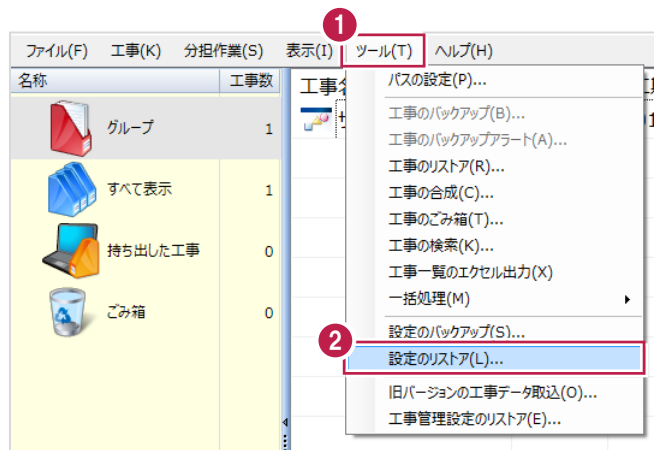 1
ファイル(F) 工事(K) 分担作業(S) 表示(I) ツール(T) ヘルプ(H)
名称 工事数
グループ 1
すべて表示 1
持ち出した工事 0
ごみ箱 0
工事
パスの設定(P)...
工事のバックアップ(B)...
工事のバックアップアラート(A)...
工事のリストア(R)...
工事の合成(C)...
工事のごみ箱(T)...
工事の検索(K)...
工事一覧のエクセル出力(X)
一括処理(M)
設定のバックアップ(S)...
2
設定のリストア(L)...
旧バージョンの工事データ取込(O)...
工事管理設定のリストア(E)...